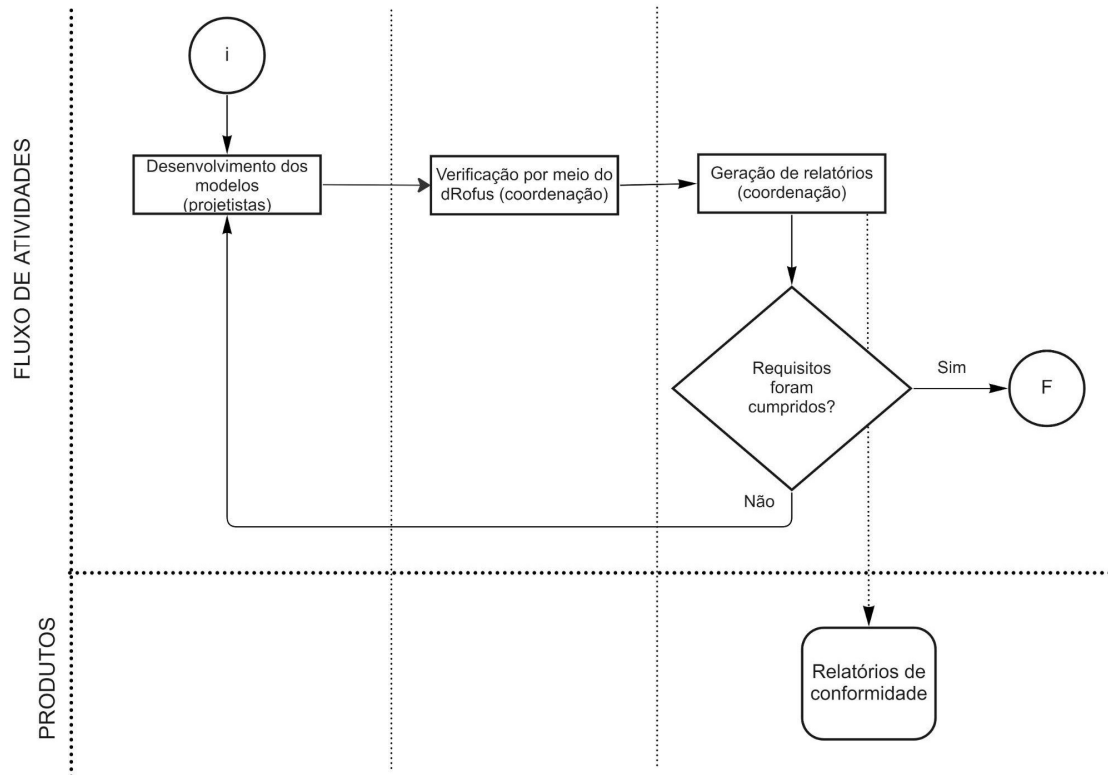 FLUXO DE ATIVIDADES
i
Desenvolvimento dos
modelos
(projetistas)
Verificação por meio do
dRofus (coordenação)
Geração de relatórios
(coordenação)
Requisitos
foram
cumpridos?
Sim
F
Não
PRODUTOS
Relatórios de
conformidade